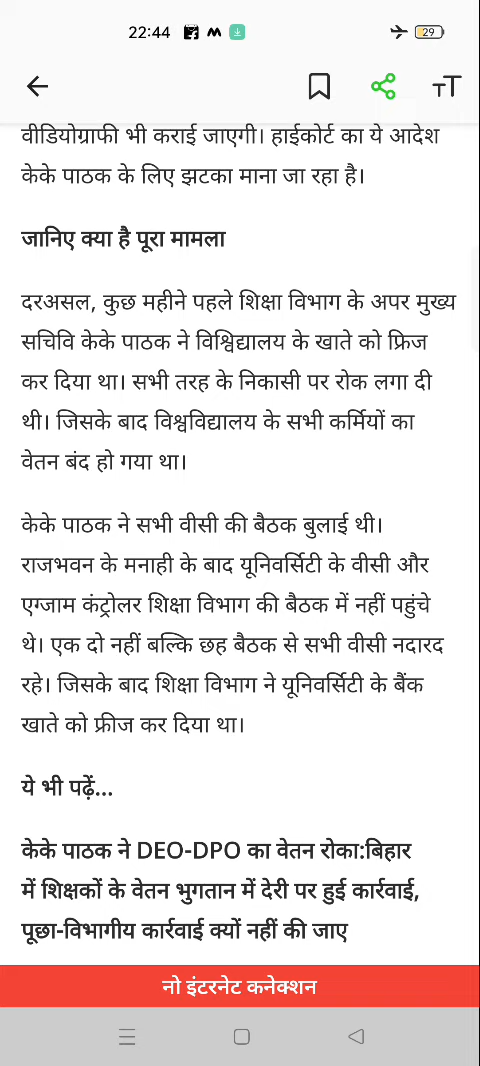 22:44
29
TT
वीडियोग्राफी भी कराई जाएगी। हाईकोर्ट का ये आदेश
केके पाठक के लिए झटका माना जा रहा है।
जानिए क्या है पूरा मामला
दरअसल, कुछ महीने पहले शिक्षा विभाग के अपर मुख्य
सचिवि केके पाठक ने विश्विद्यालय के खाते को फ्रिज
कर दिया था। सभी तरह के निकासी पर रोक लगा दी
थी। जिसके बाद विश्वविद्यालय के सभी कर्मियों का
वेतन बंद हो गया था।
केके पाठक ने सभी वीसी की बैठक बुलाई थी।
राजभवन के मनाही के बाद यूनिवर्सिटी के वीसी और
एग्जाम कंट्रोलर शिक्षा विभाग की बैठक में नहीं पहुंचे
थे। एक दो नहीं बल्कि छह बैठक से सभी वीसी नदारद
रहे। जिसके बाद शिक्षा विभाग ने यूनिवर्सिटी के बैंक
खाते को फ्रीज कर दिया था।
ये भी पढ़ें...
केके पाठक ने DEO-DPO का वेतन रोका:बिहार
में शिक्षकों के वेतन भुगतान में देरी पर हुई कार्रवाई,
पूछा-विभागीय कार्रवाई क्यों नहीं की जाए
नो इंटरनेट कनेक्शन